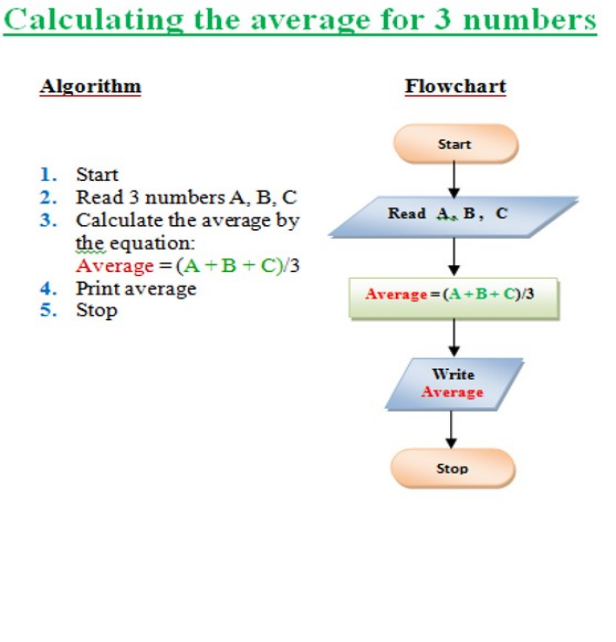 Calculating the average for 3 numbers
Algorithm
1. Start
2. Read 3 numbers A, B, C
3. Calculate the average by
the equation:
Average = (A + B + C)/3
4. Print average
5. Stop
Flowchart
Start
Read A, B, C
Average = (A + B + C)/3
Write
Average
Stop